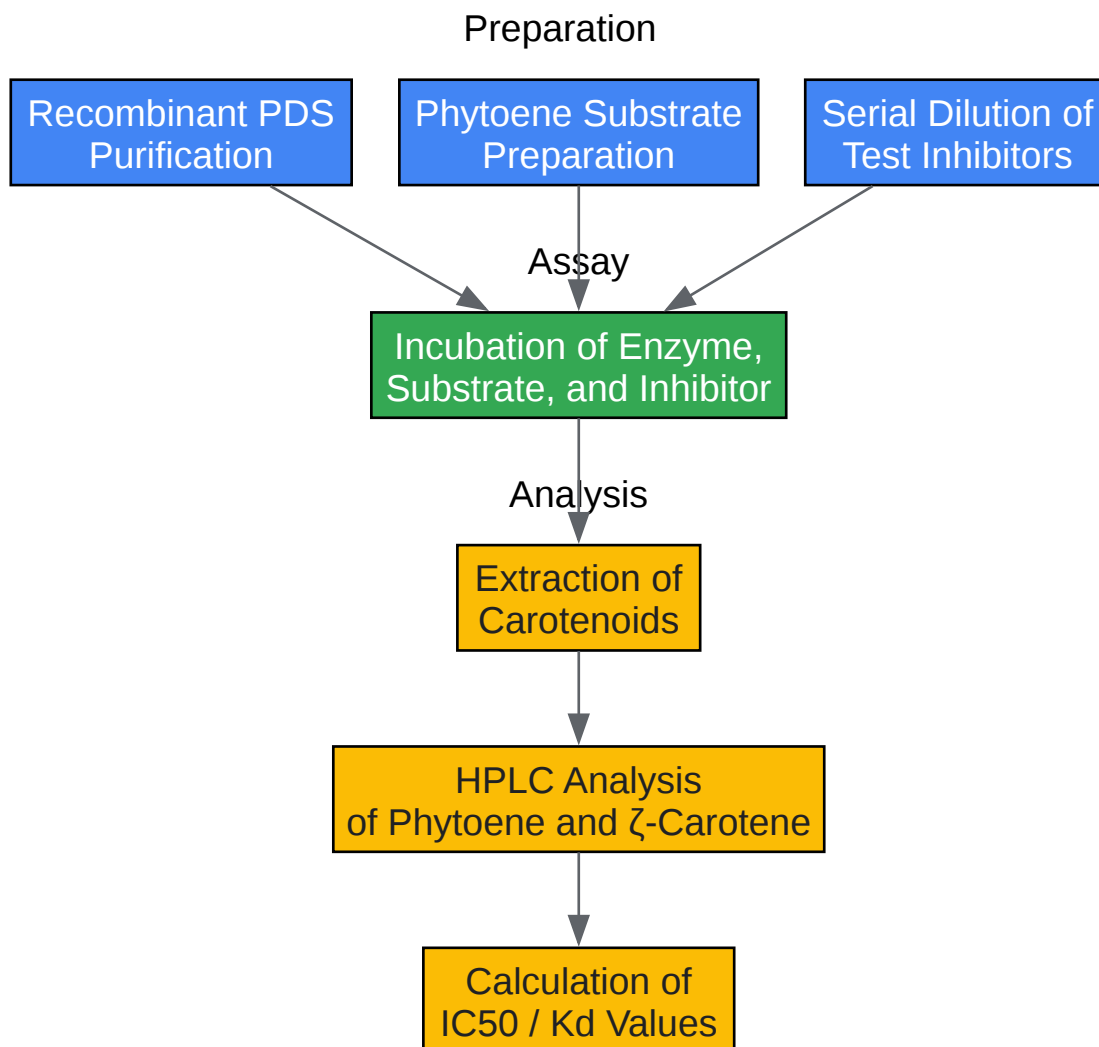 Preparation
Recombinant PDS
Purification
Phytoene Substrate
Preparation
Serial Dilution of
Test Inhibitors
Assay
Incubation of Enzyme,
Substrate, and Inhibitor
Analysis
Extraction of
Carotenoids
HPLC Analysis
of Phytoene and ζ-Carotene
Calculation of
IC50 / Kd Values